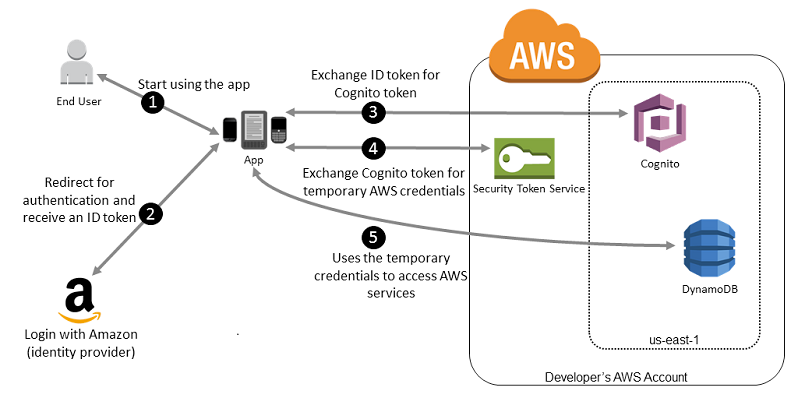 AWS
End User
1
Start using the app
App
Exchange ID token for
Cognito token
3
4
Exchange Cognito token for
temporary AWS credentials
Cognito
Security Token Service
Redirect for
authentication and
receive an ID token
2
5
Uses the temporary
credentials to access AWS
services
DynamoDB
a
Login with Amazon
(identity provider)
us-east-1
Developer's AWS Account